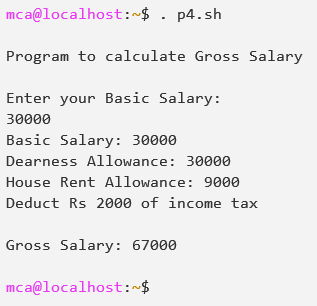 mca@localhost:~$ . p4.sh
Program to calculate Gross Salary
Enter your Basic Salary:
30000
Basic Salary: 30000
Dearness Allowance: 30000
House Rent Allowance: 9000
Deduct Rs 2000 of income tax
Gross Salary: 67000
mca@localhost:~$